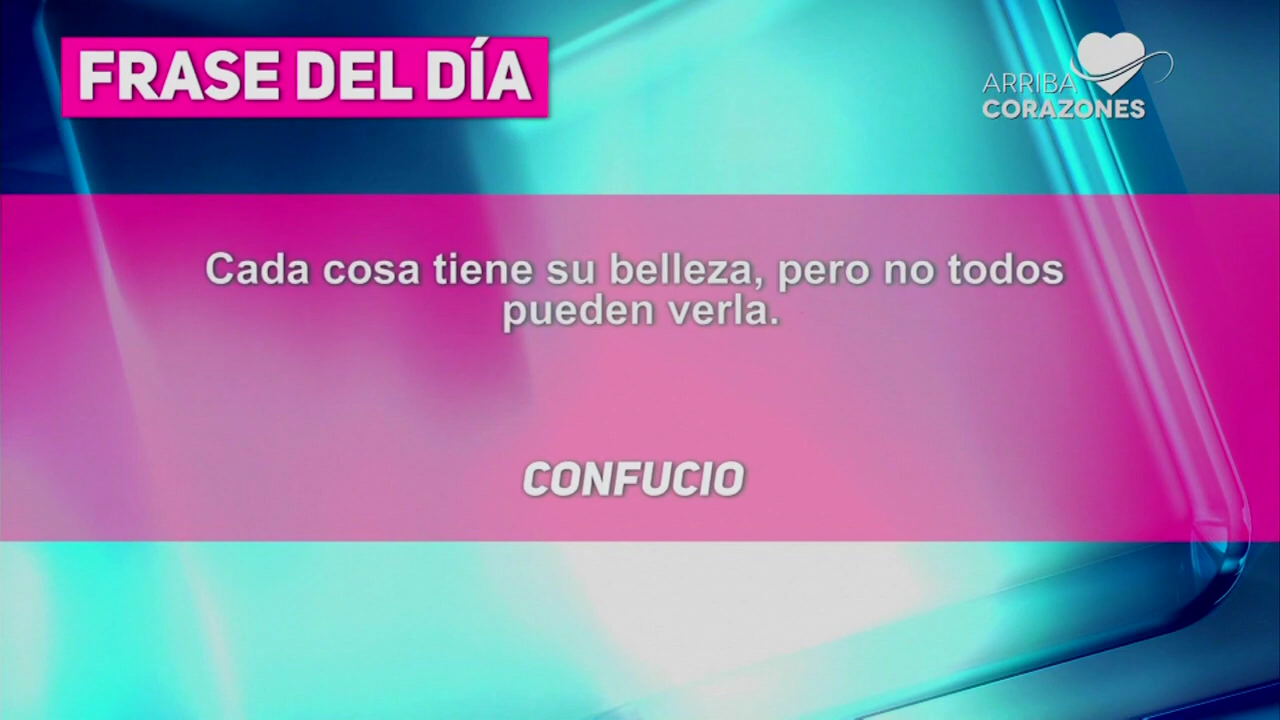 FRASE DEL DÍA
ARRIBA
CORAZONES
Cada cosa tiene su belleza, pero no todos
pueden verla.
CONFUCIO